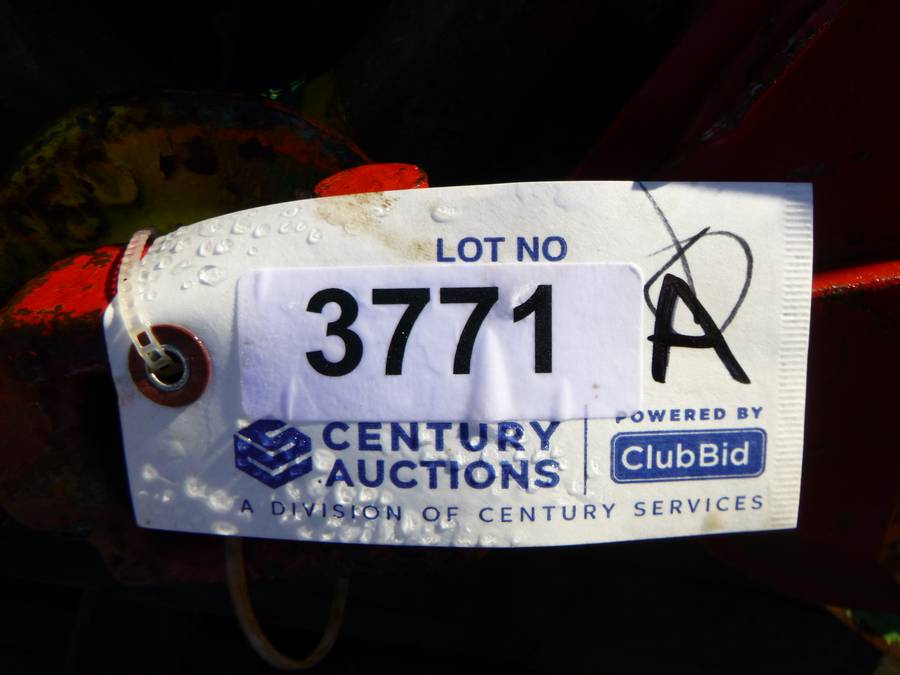 LOT NO
3771 A
CENTURY
AUCTIONS
POWERED BY
ClubBid
A DIVISION OF CENTURY SERVICES